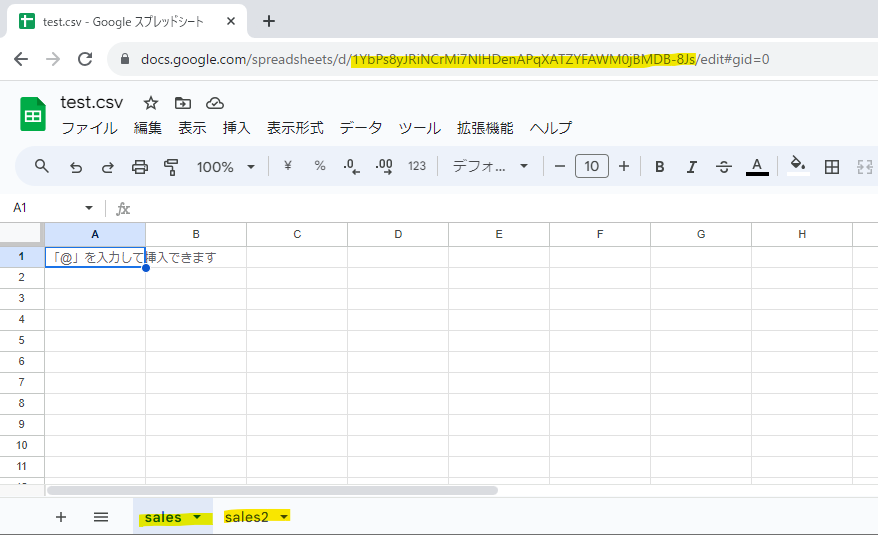 test.csv - Google スプレッドシート
docs.google.com/spreadsheets/d/1YbPs8yJRiNCrMi7NIHDenAPqXATZYFAWM0jBMDB-8Js/edit#gid=0
test.csv
ファイル 編集 表示 挿入 表示形式 データ ツール 拡張機能 ヘルプ
100% ¥ % .0 .00 123 デフォ... 10 B I A
A1 fx
A B C D E F G H
1 「@」を入力して挿入できます
2
3
4
5
6
7
8
9
10
11
sales sales2